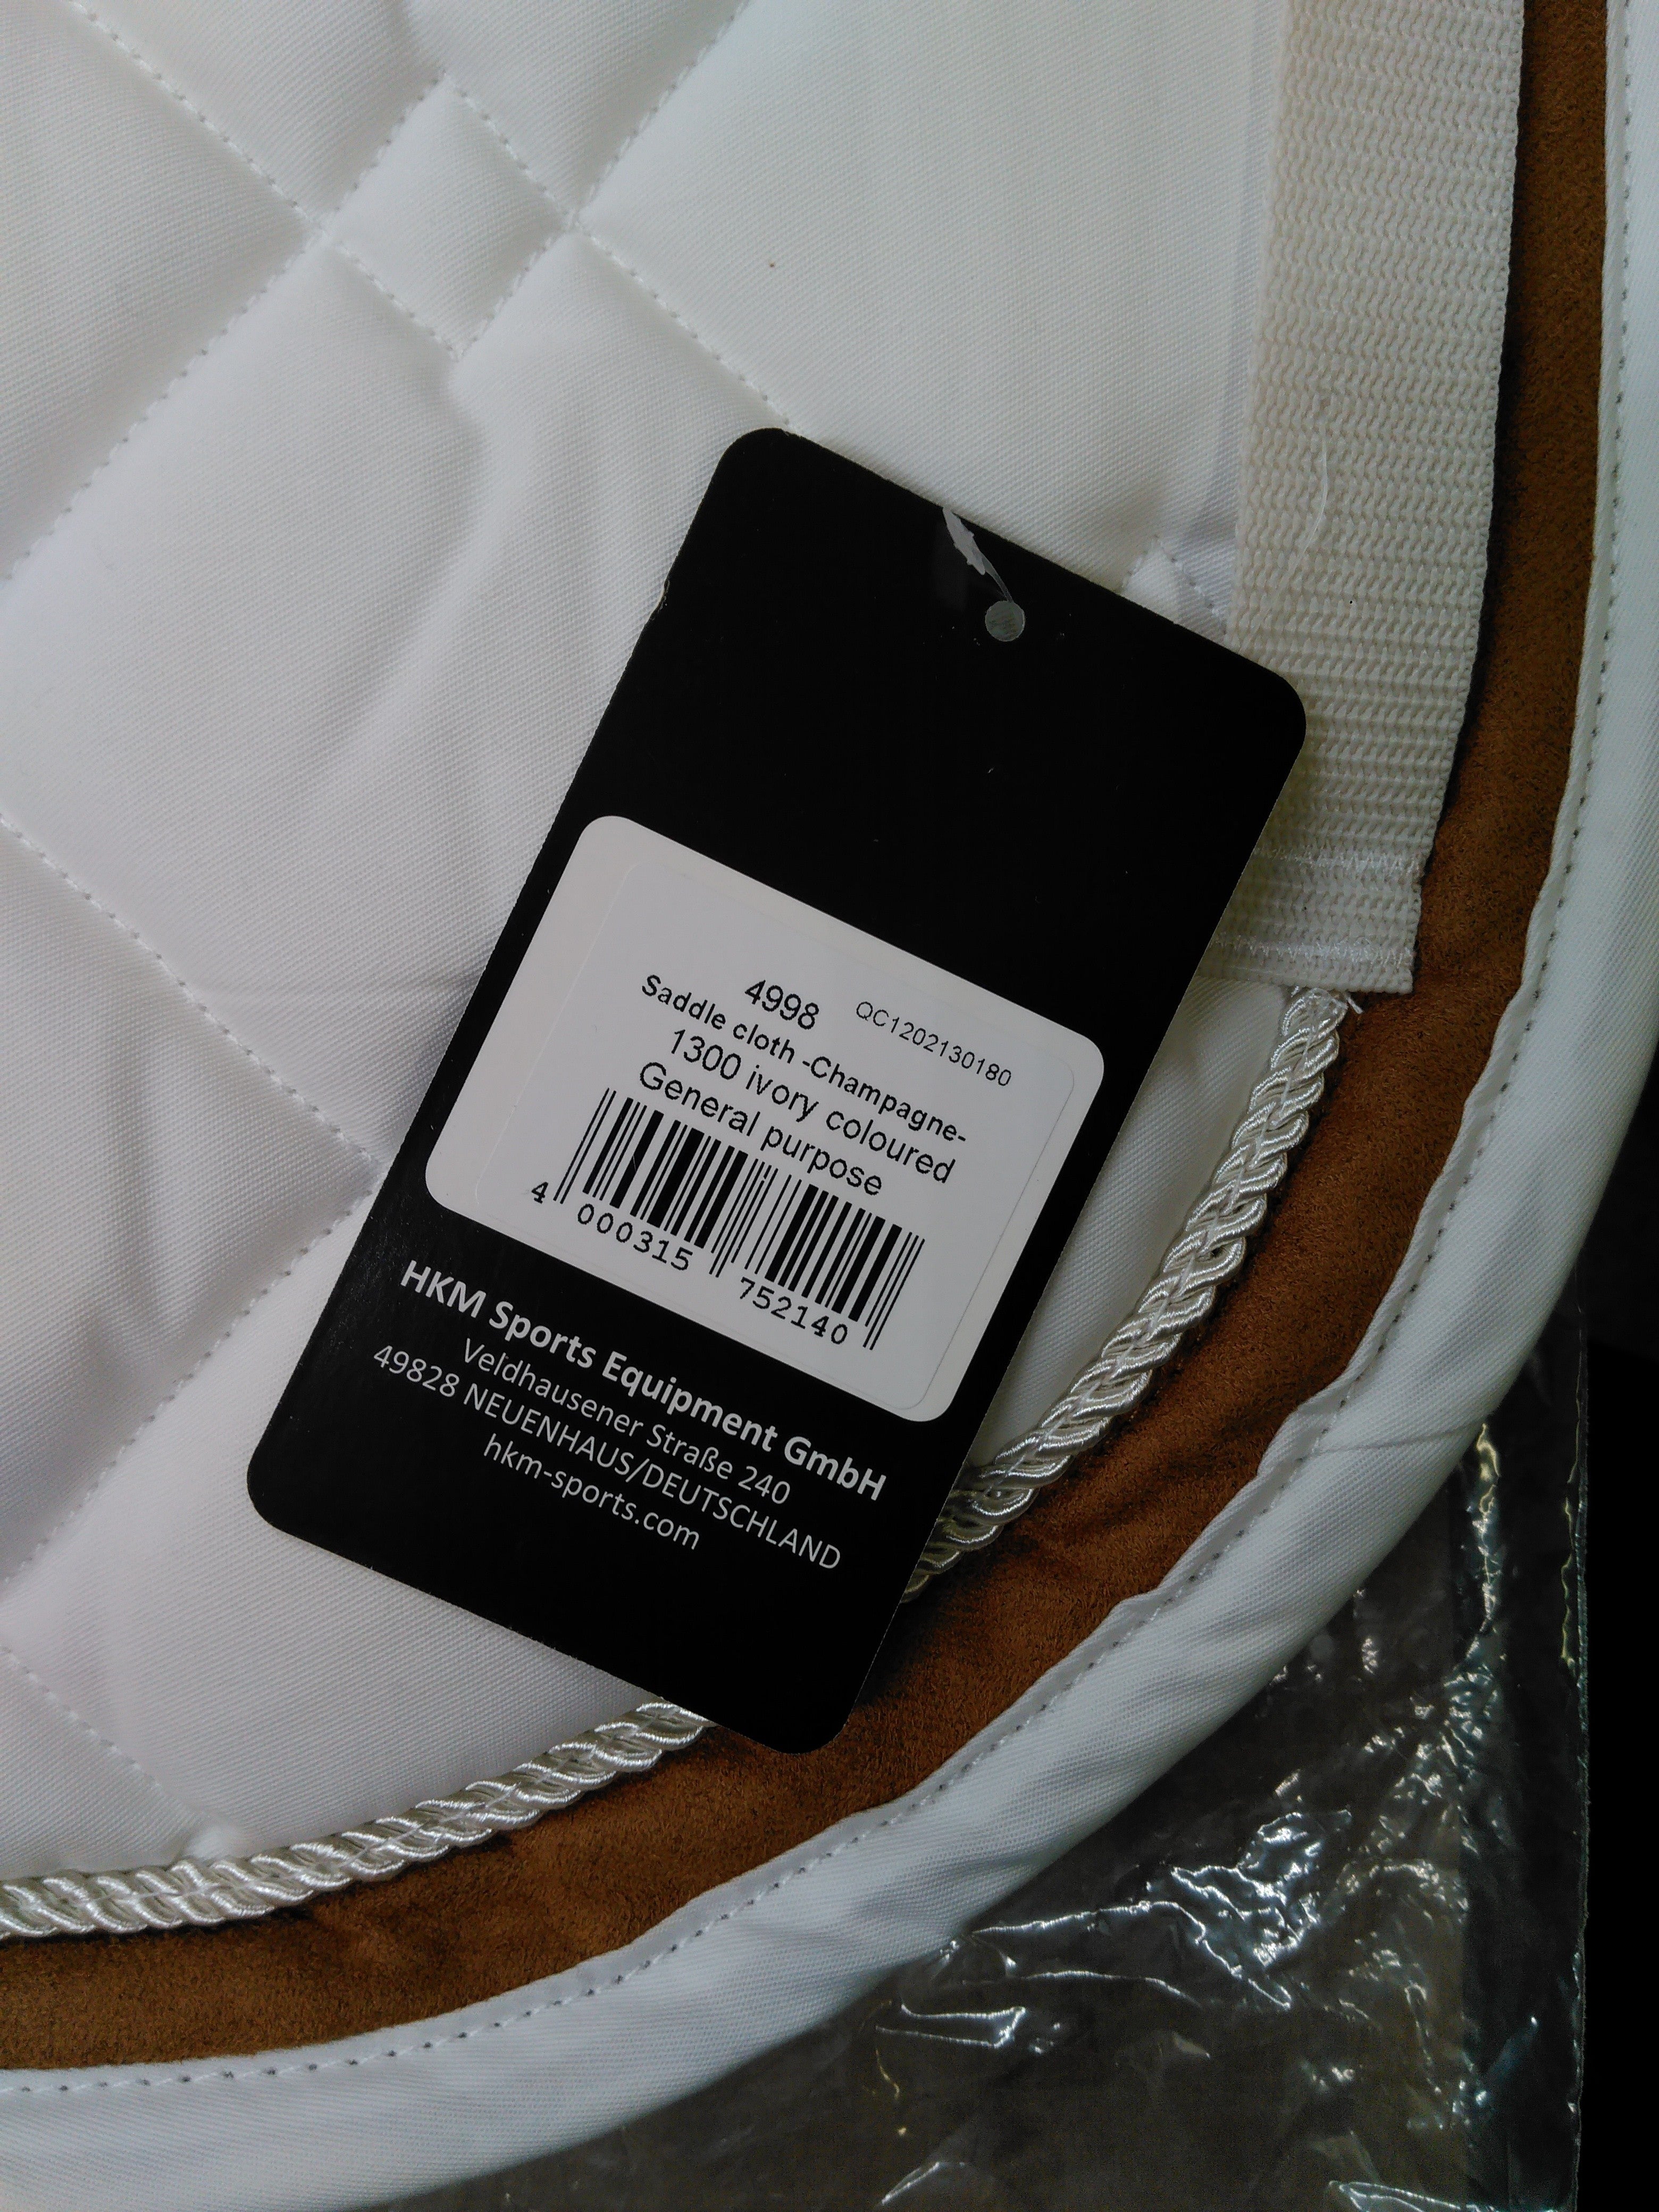 4998 QC1202130180
Saddle cloth -Champagne-
1300 ivory coloured
General purpose
4 000315 752140
HKM Sports Equipment GmbH
Veldhausener Straße 240
49828 NEUENHAUS/DEUTSCHLAND
hkm-sports.com